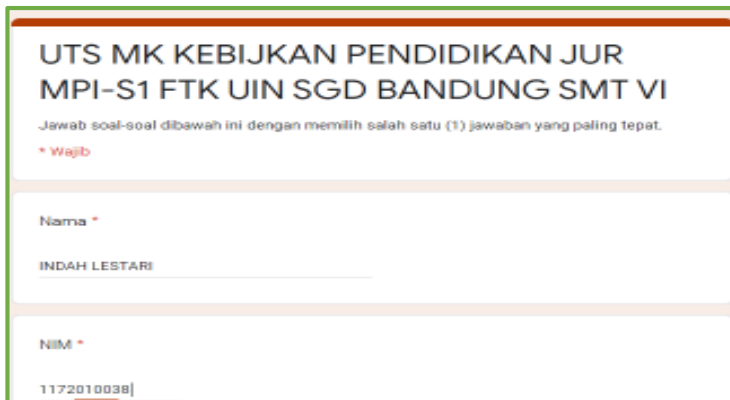 UTS MK KEBIJKAN PENDIDIKAN JUR
MPI-S1 FTK UIN SGD BANDUNG SMT VI
Jawab soal-soal dibawah ini dengan memilih salah satu (1) jawaban yang paling tepat.
* Wajib
Nama *
INDAH LESTARI
NIM *
1172010038